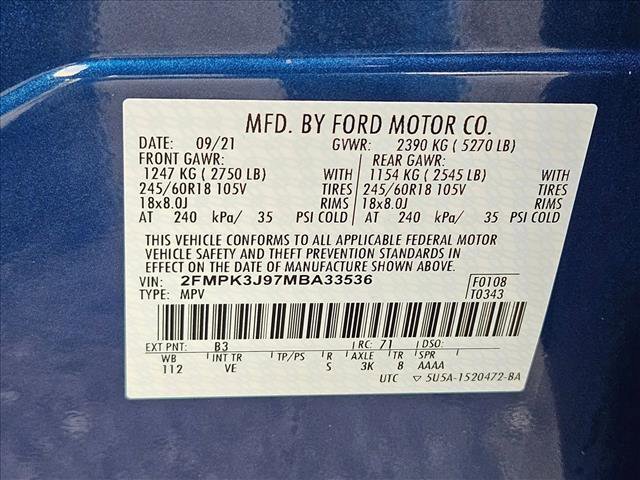 MFD. BY FORD MOTOR CO.
DATE: 09/21 GVWR: 2390 KG ( 5270 LB)
FRONT GAWR: REAR GAWR:
1247 KG ( 2750 LB) WITH 1154 KG ( 2545 LB) WITH
245/60R18 105V TIRES 245/60R18 105V TIRES
18x8.0J RIMS 18x8.0J RIMS
AT 240 kPa/ 35 PSI COLD AT 240 kPa/ 35 PSI COLD
THIS VEHICLE CONFORMS TO ALL APPLICABLE FEDERAL MOTOR
VEHICLE SAFETY AND THEFT PREVENTION STANDARDS IN
EFFECT ON THE DATE OF MANUFACTURE SHOWN ABOVE.
VIN: 2FMPK3J97MBA33536 F0108
TYPE: MPV T0343
EXT PNT: B3 RC: 71 DSO:
WB INT TR TP/PS R AXLE TR SPR
112 VE S 3K 8 AAAA
UTC ▽ 5U5A-1520472-BA